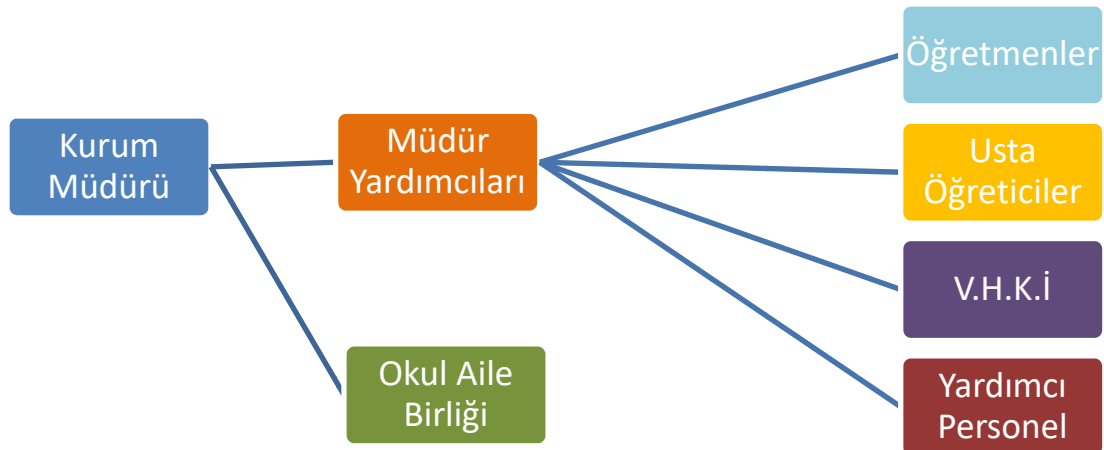 Kurum
Müdürü
Müdür
Yardımcıları
Okul Aile
Birliği
Öğretmenler
Usta
Öğreticiler
V.H.K.İ
Yardımcı
Personel